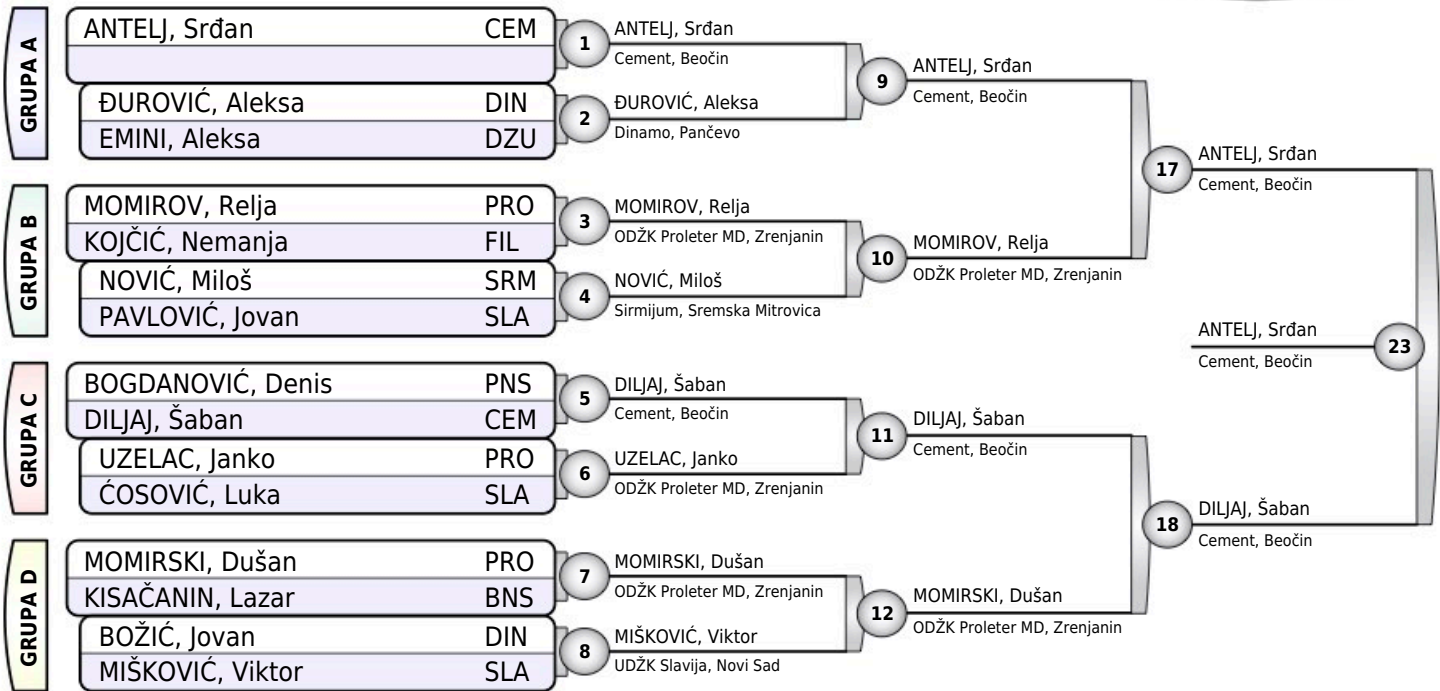 GRUPA A
ANTELJ, Srđan CEM
ĐUROVIĆ, Aleksa DIN
EMINI, Aleksa DZU
GRUPA B
MOMIROV, Relja PRO
KOJČIĆ, Nemanja FIL
NOVIĆ, Miloš SRM
PAVLOVIĆ, Jovan SLA
GRUPA C
BOGDANOVIĆ, Denis PNS
DILJAJ, Šaban CEM
UZELAC, Janko PRO
ĆOSOVIĆ, Luka SLA
GRUPA D
MOMIRSKI, Dušan PRO
KISAČANIN, Lazar BNS
BOŽIĆ, Jovan DIN
MIŠKOVIĆ, Viktor SLA
1
ANTELJ, Srđan
Cement, Beočin
2
ĐUROVIĆ, Aleksa
Dinamo, Pančevo
3
MOMIROV, Relja
ODŽK Proleter MD, Zrenjanin
4
NOVIĆ, Miloš
Sirmijum, Sremska Mitrovica
5
DILJAJ, Šaban
Cement, Beočin
6
UZELAC, Janko
ODŽK Proleter MD, Zrenjanin
7
MOMIRSKI, Dušan
ODŽK Proleter MD, Zrenjanin
8
MIŠKOVIĆ, Viktor
UDŽK Slavija, Novi Sad
9
ANTELJ, Srđan
Cement, Beočin
10
MOMIROV, Relja
ODŽK Proleter MD, Zrenjanin
11
DILJAJ, Šaban
Cement, Beočin
12
MOMIRSKI, Dušan
ODŽK Proleter MD, Zrenjanin
17
ANTELJ, Srđan
Cement, Beočin
18
DILJAJ, Šaban
Cement, Beočin
ANTELJ, Srđan
Cement, Beočin
23